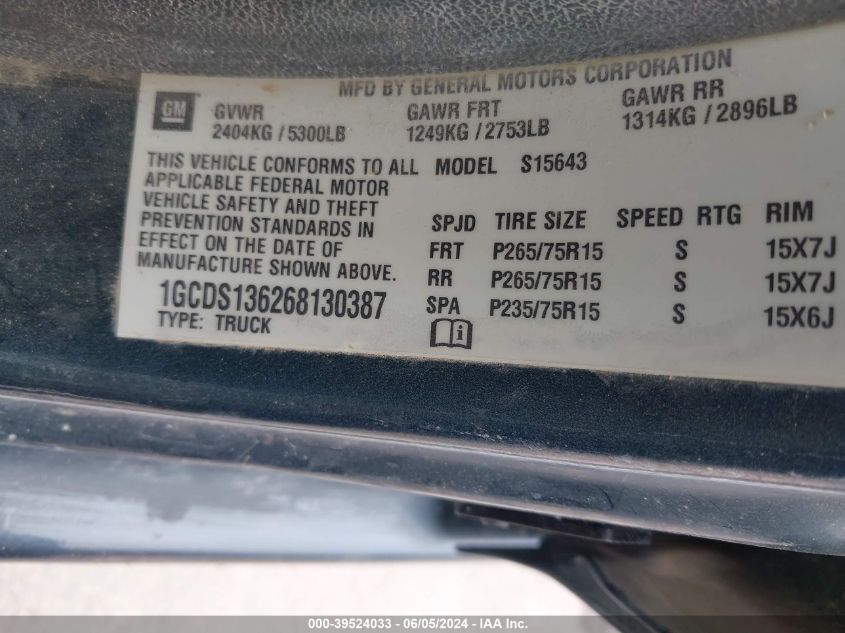 MFD BY GENERAL MOTORS CORPORATION
GM
GVWR GAWR FRT GAWR RR
2404KG / 5300LB 1249KG / 2753LB 1314KG / 2896LB
THIS VEHICLE CONFORMS TO ALL
APPLICABLE FEDERAL MOTOR
VEHICLE SAFETY AND THEFT
PREVENTION STANDARDS IN
EFFECT ON THE DATE OF
MANUFACTURE SHOWN ABOVE.
1GCDS136268130387
TYPE: TRUCK
MODEL S15643
SPJD TIRE SIZE SPEED RTG RIM
FRT P265/75R15 S 15X7J
RR P265/75R15 S 15X7J
SPA P235/75R15 S 15X6J
i
000-39524033 - 06/05/2024 - IAA Inc.